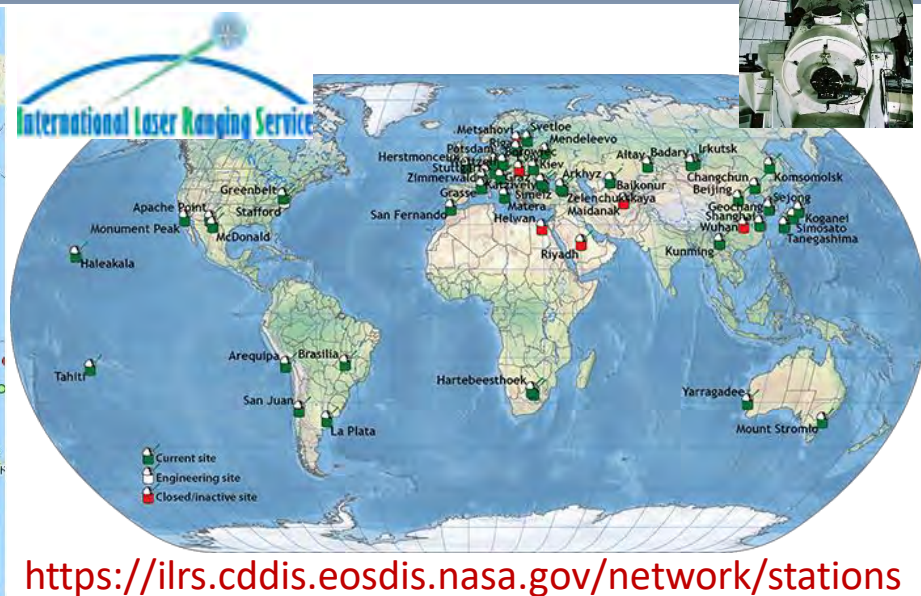 International Laser Ranging Service
Metsahovi
Svetloe
Mendeleevo
Riga
Potsdam
Herstmonceux
Kiev
Stuttgart
Zimmerwald
Graz
Grasse
Katzively
Simeiz
Matera
San Fernando
Helwan
Riyadh
Arkhyz
Zelenchukskaya
Baikonur
Maidanak
Altay
Badary
Irkutsk
Changchun
Beijing
Komsomolsk
Geochang
Sejong
Shanghai
Wuhan
Koganei
Simosato
Tanegashima
Kunming
Greenbelt
Stafford
Apache Point
Monument Peak
McDonald
Haleakala
Tahiti
Arequipa
Brasilia
San Juan
La Plata
Hartebeesthoek
Yarragadee
Mount Stromlo
Current site
Engineering site
Closed/inactive site
https://ilrs.cddis.eosdis.nasa.gov/network/stations